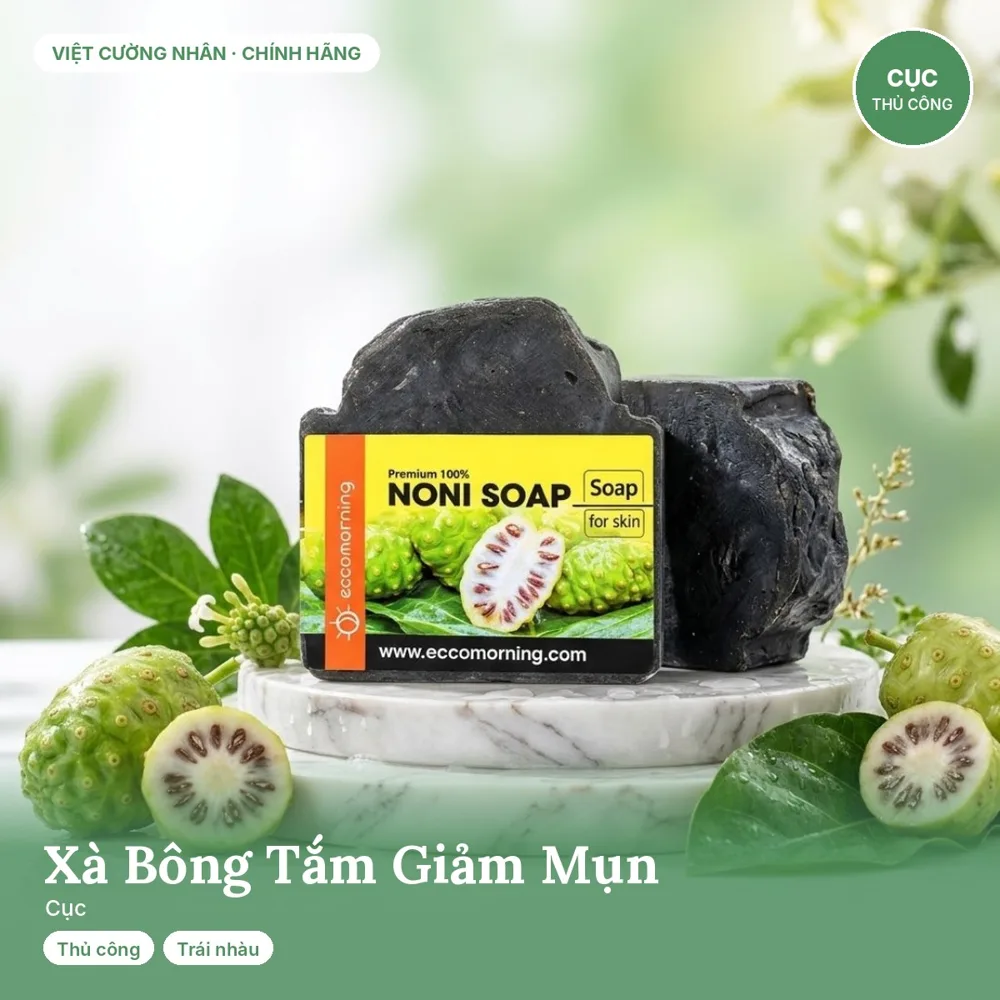 VIỆT CƯỜNG NHÂN · CHÍNH HÃNG
CỤC
THỦ CÔNG
Premium 100%
NONI SOAP
Soap
for skin
eccomorning
www.eccomorning.com
Xà Bông Tắm Giảm Mụn
Cục
Thủ công
Trái nhàu